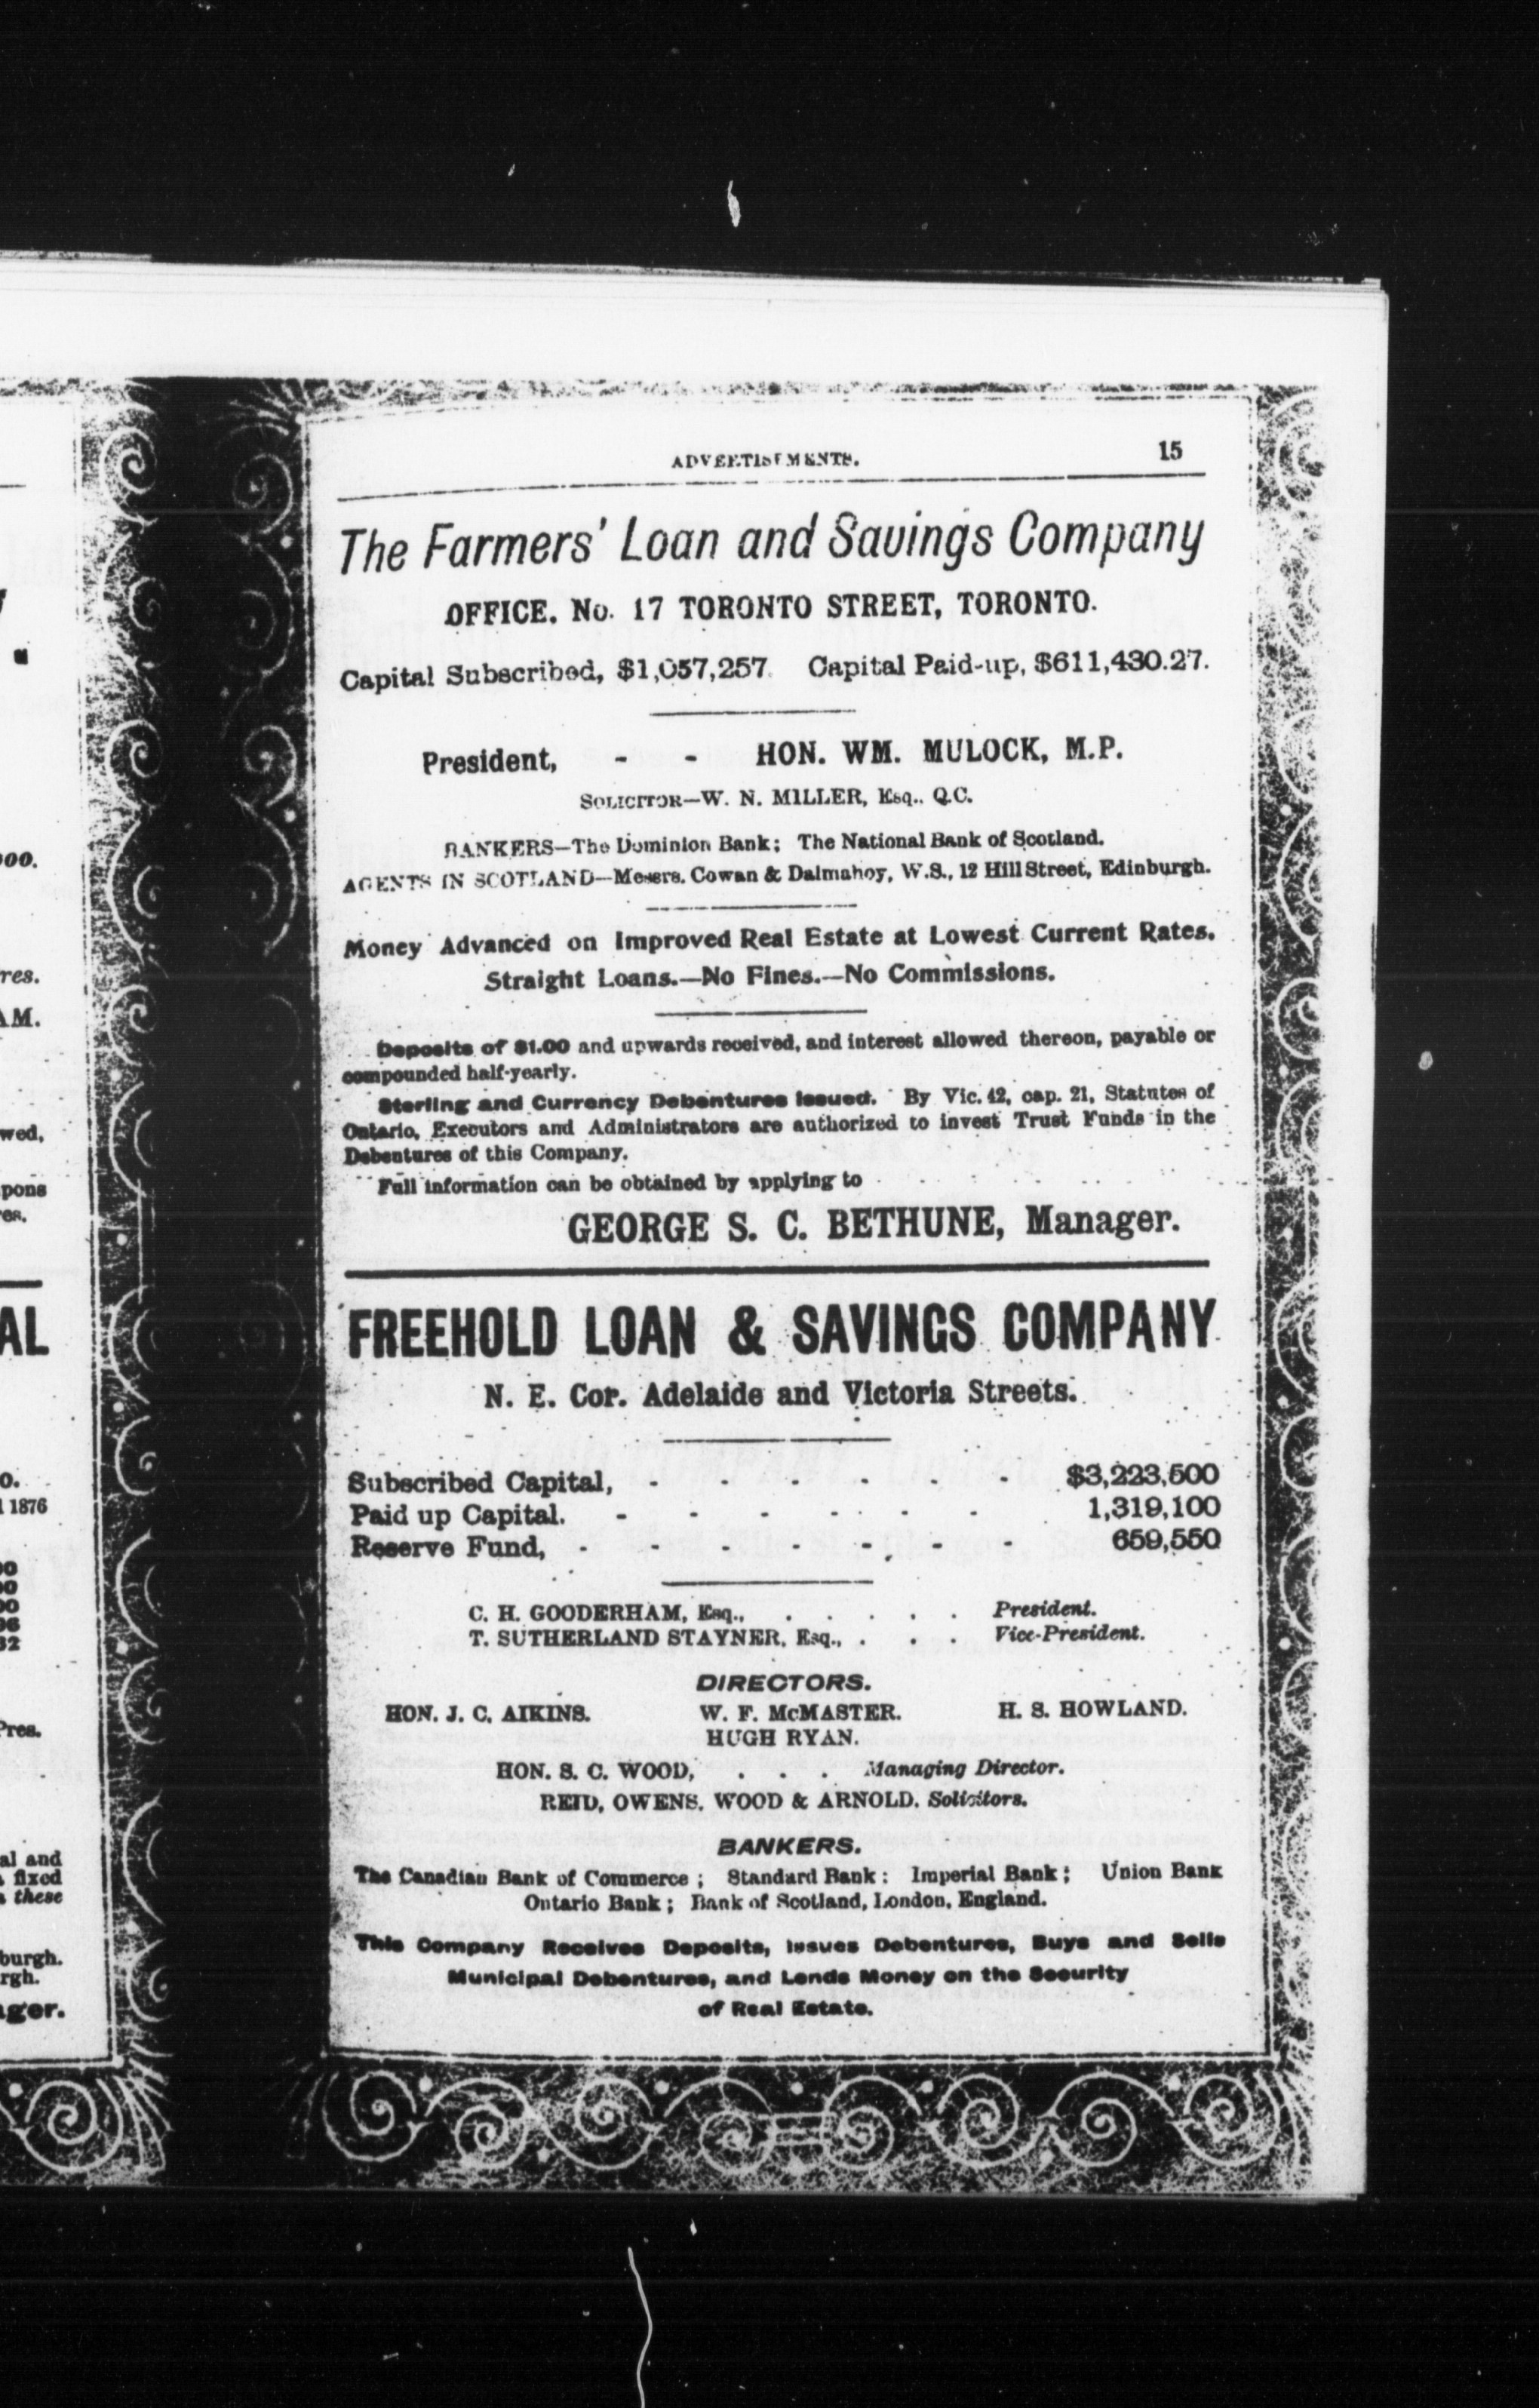 ADVERTISEMENTS. 15
The Farmers' Loan and Savings Company
OFFICE. No. 17 TORONTO STREET, TORONTO.
Capital Subscribed, $1,057,257. Capital Paid-up, $611,430.27.
President, - - HON. WM. MULOCK, M.P.
SOLICITOR—W. N. MILLER, Esq., Q.C.
BANKERS—The Dominion Bank; The National Bank of Scotland.
AGENTS IN SCOTLAND—Messrs. Cowan & Dalmahoy, W.S., 12 Hill Street, Edinburgh.
Money Advanced on Improved Real Estate at Lowest Current Rates.
Straight Loans.—No Fines.—No Commissions.
Deposits of $1.00 and upwards received, and interest allowed thereon, payable or
compounded half-yearly.
Sterling and Currency Debentures Issued. By Vic. 42, cap. 21, Statutes of
Ontario, Executors and Administrators are authorized to invest Trust Funds in the
Debentures of this Company.
Full information can be obtained by applying to
GEORGE S. C. BETHUNE, Manager.
FREEHOLD LOAN & SAVINGS COMPANY
N. E. Cor. Adelaide and Victoria Streets.
Subscribed Capital, - - - - - - $3,223,500
Paid up Capital. - - - - - - 1,319,100
Reserve Fund, - - - - - - - 659,550
C. H. GOODERHAM, Esq., . . . . . President.
T. SUTHERLAND STAYNER, Esq., . . . Vice-President.
DIRECTORS.
HON. J. C. AIKINS. W. F. McMASTER. H. S. HOWLAND.
HUGH RYAN.
HON. S. C. WOOD, . . . Managing Director.
REID, OWENS, WOOD & ARNOLD. Solicitors.
BANKERS.
The Canadian Bank of Commerce; Standard Bank: Imperial Bank; Union Bank
Ontario Bank; Bank of Scotland, London, England.
This Company Receives Deposits, Issues Debentures, Buys and Sells
Municipal Debentures, and Lends Money on the Security
of Real Estate.